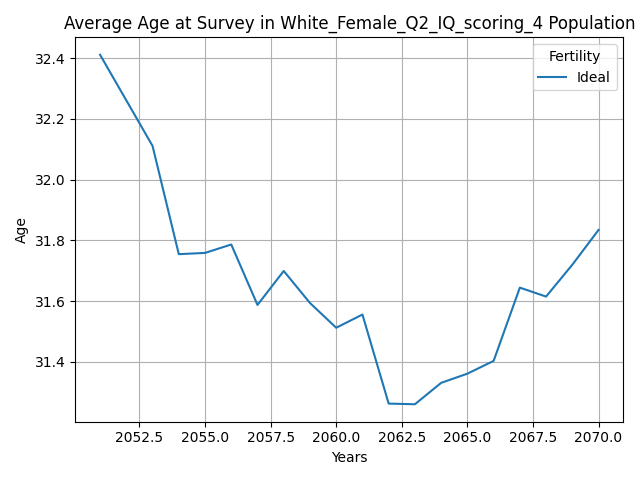 Average Age at Survey in White_Female_Q2_IQ_scoring_4 Population
Fertility
Ideal
32.4
32.2
32.0
31.8
31.6
31.4
Age
2052.5 2055.0 2057.5 2060.0 2062.5 2065.0 2067.5 2070.0
Years